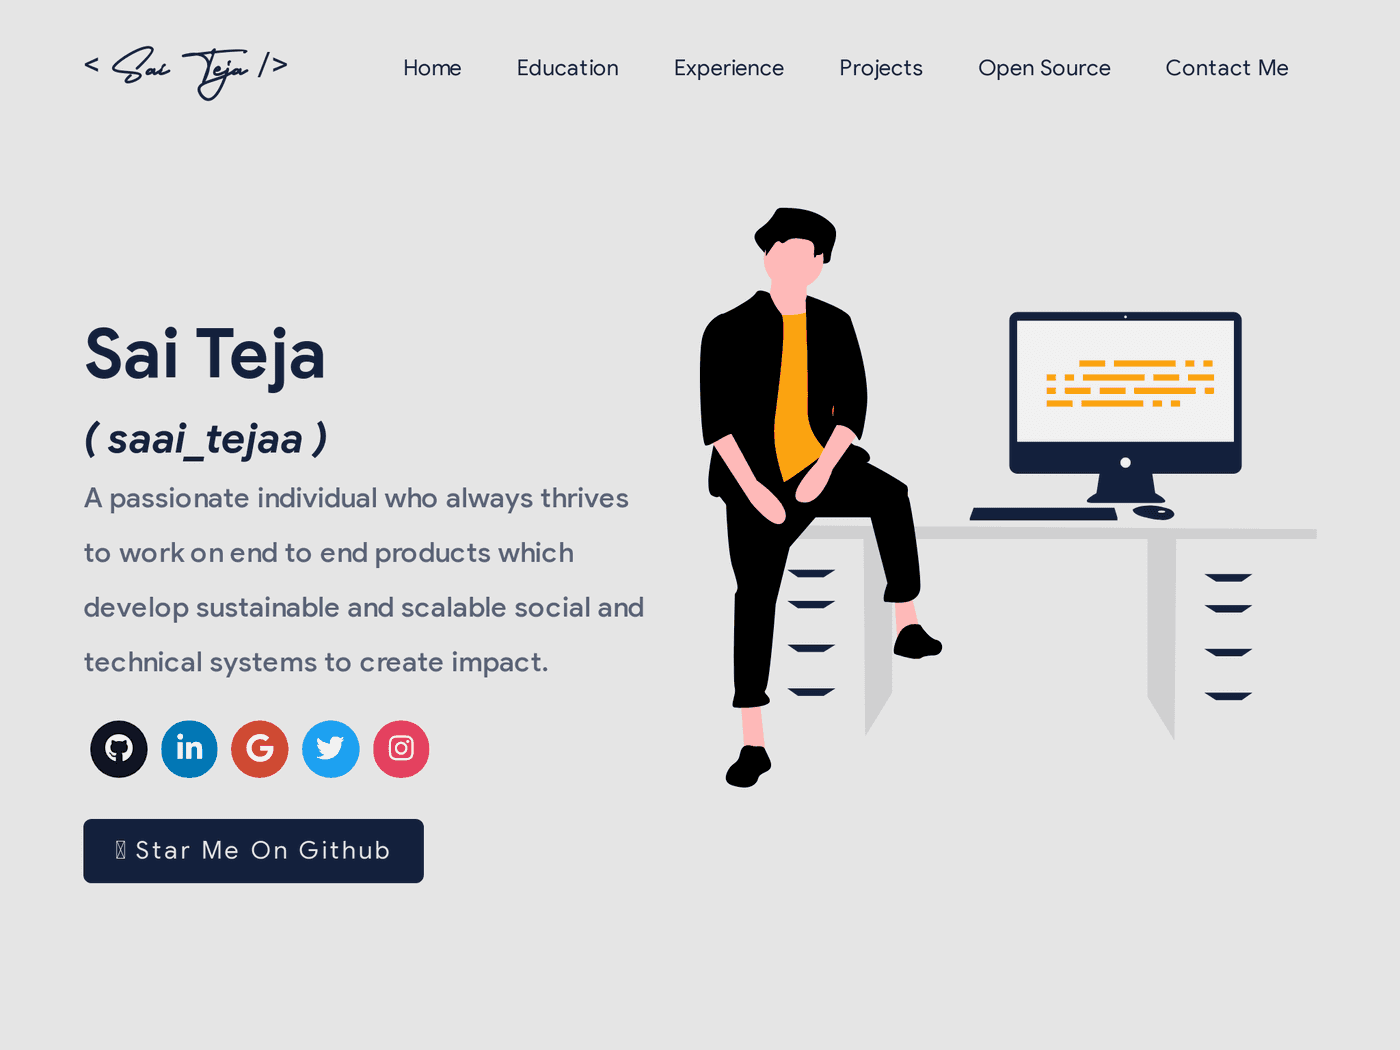 < Sai Teja />
Home Education Experience Projects Open Source Contact Me
Sai Teja
( saai_tejaa )
A passionate individual who always thrives
to work on end to end products which
develop sustainable and scalable social and
technical systems to create impact.
in G
Star Me On Github